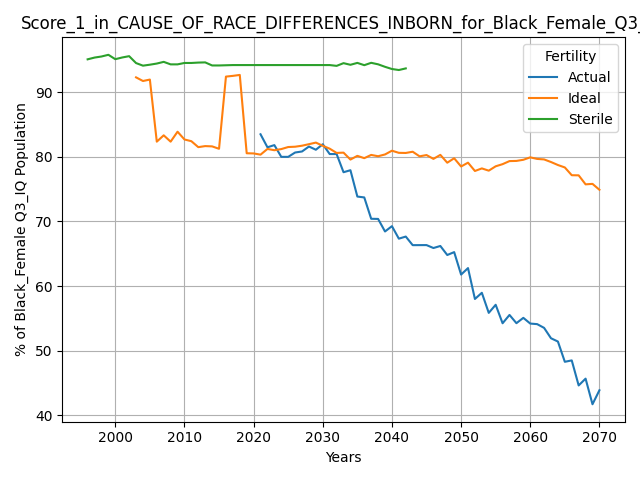 Score_1_in_CAUSE_OF_RACE_DIFFERENCES_INBORN_for_Black_Female_Q3_
Fertility
Actual
Ideal
Sterile
% of Black_Female Q3_IQ Population
90
80
70
60
50
40
2000 2010 2020 2030 2040 2050 2060 2070
Years